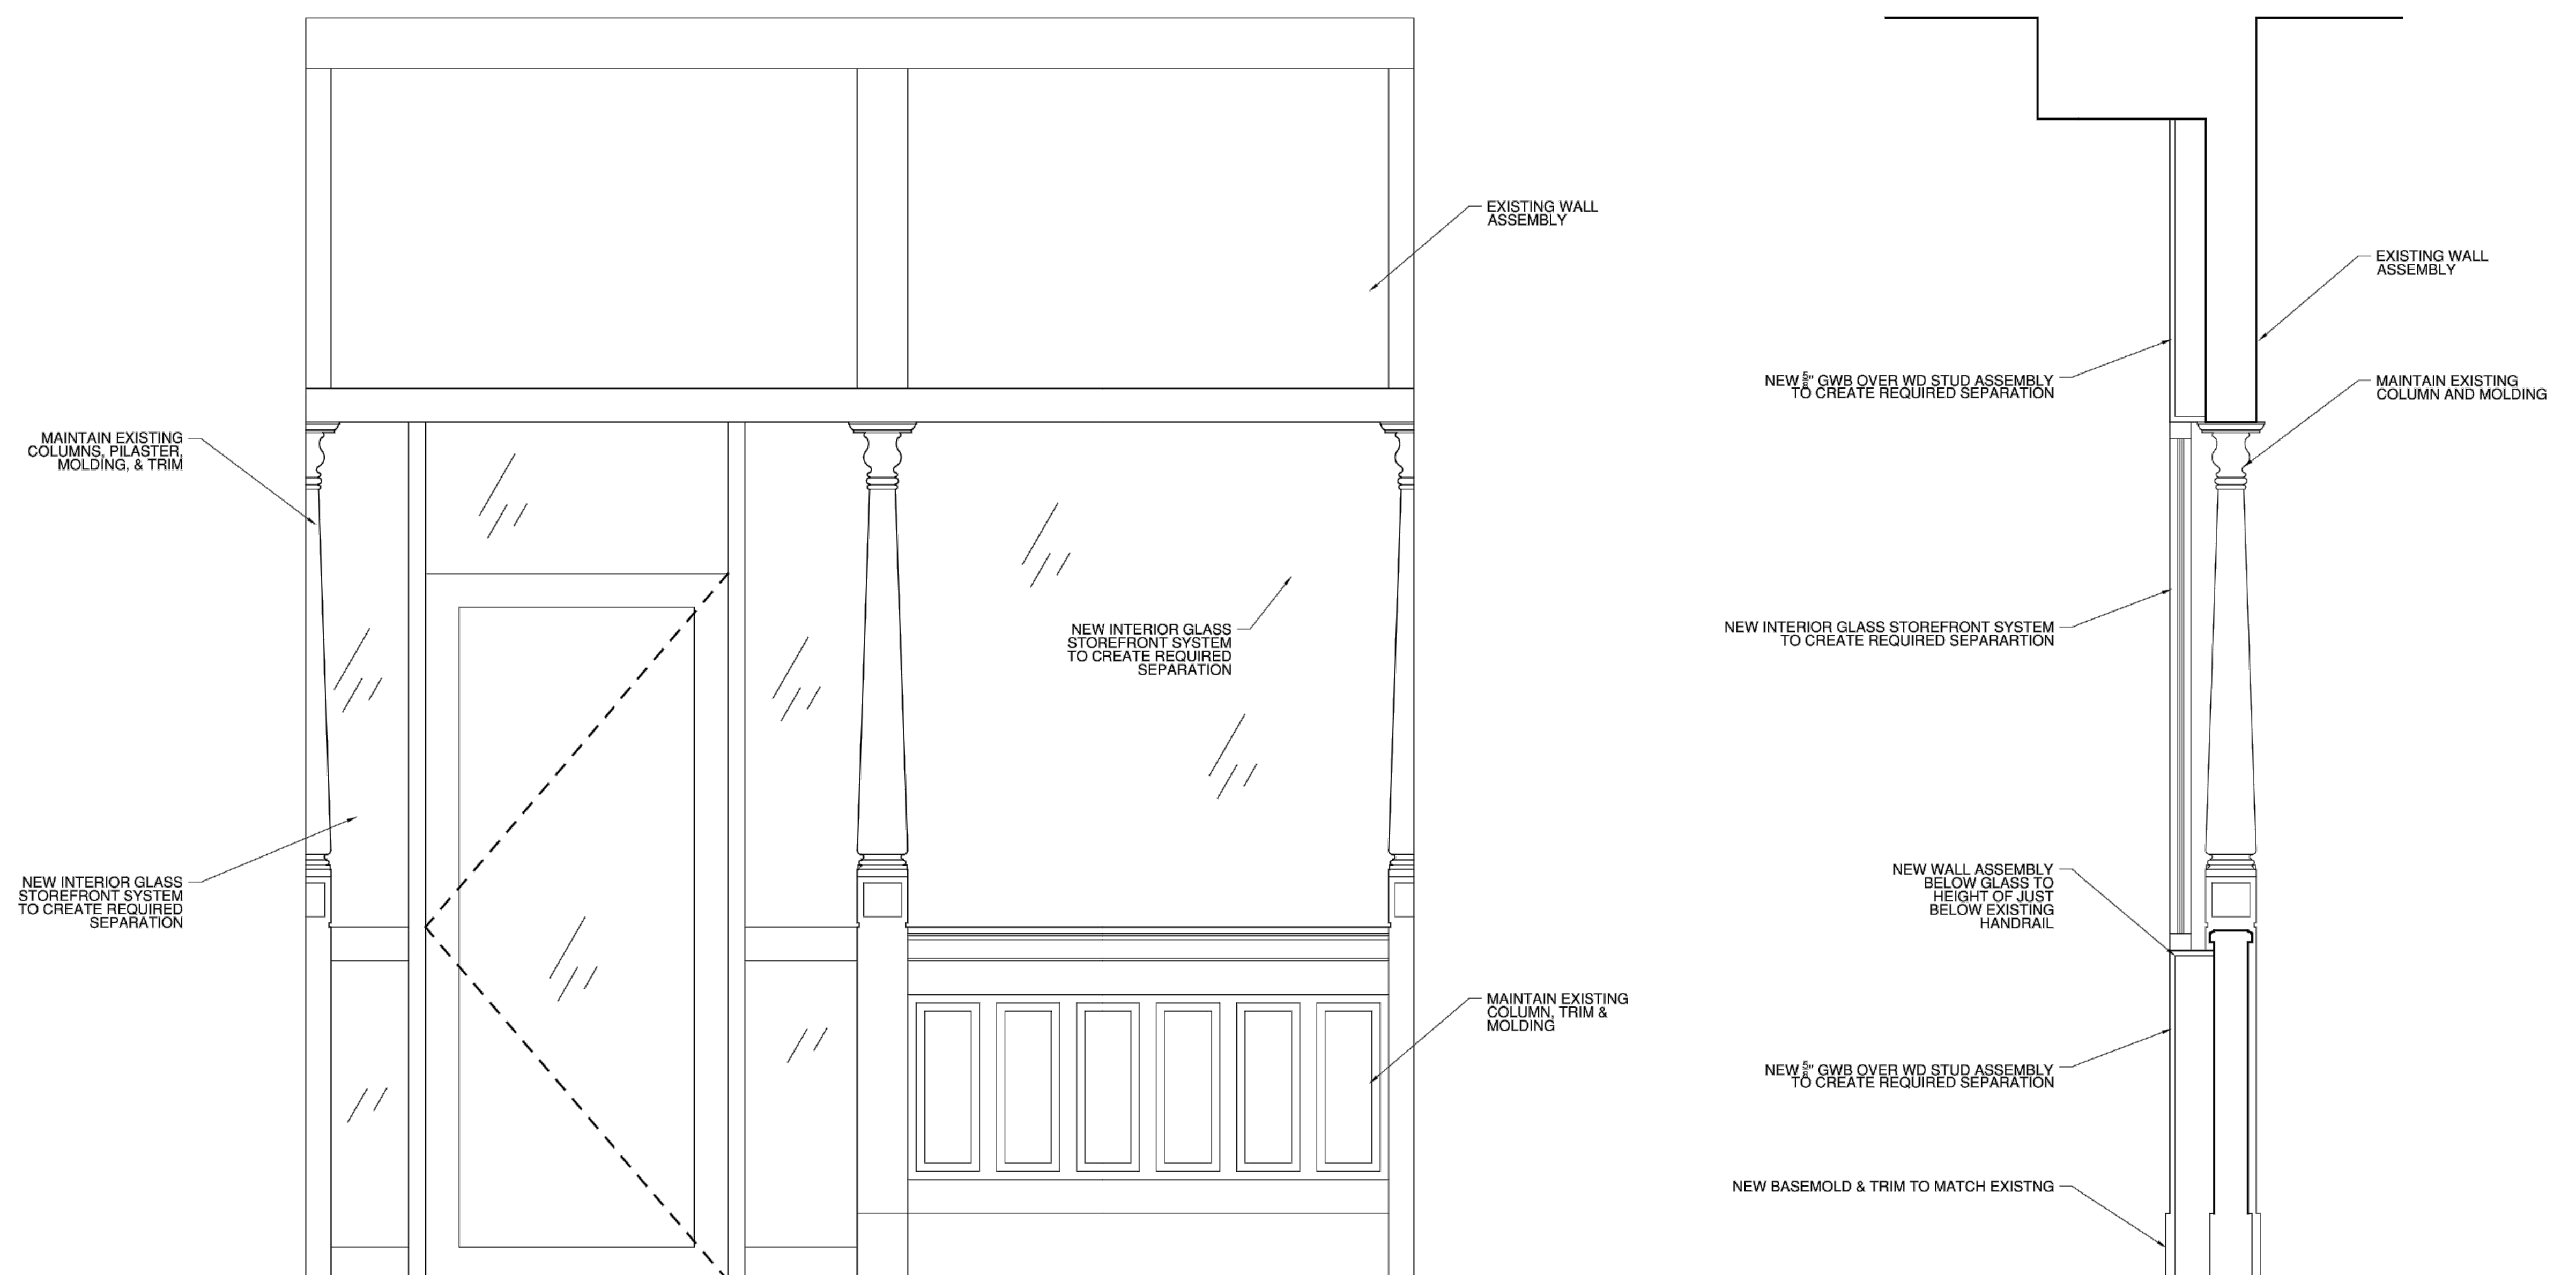 EXISTING WALL
ASSEMBLY
MAINTAIN EXISTING
COLUMNS, PILASTER,
MOLDING, & TRIM
NEW INTERIOR GLASS
STOREFRONT SYSTEM
TO CREATE REQUIRED
SEPARATION
NEW INTERIOR GLASS
STOREFRONT SYSTEM
TO CREATE REQUIRED
SEPARATION
MAINTAIN EXISTING
COLUMN, TRIM &
MOLDING
EXISTING WALL
ASSEMBLY
NEW 5/8" GWB OVER WD STUD ASSEMBLY
TO CREATE REQUIRED SEPARATION
MAINTAIN EXISTING
COLUMN AND MOLDING
NEW INTERIOR GLASS STOREFRONT SYSTEM
TO CREATE REQUIRED SEPARARTION
NEW WALL ASSEMBLY
BELOW GLASS TO
HEIGHT OF JUST
BELOW EXISTING
HANDRAIL
NEW 5/8" GWB OVER WD STUD ASSEMBLY
TO CREATE REQUIRED SEPARATION
NEW BASEMOLD & TRIM TO MATCH EXISTNG